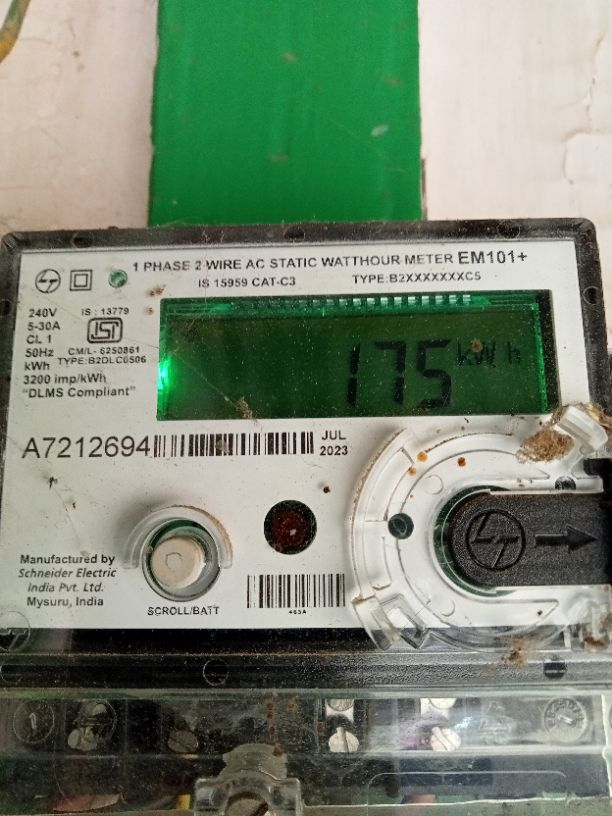 1 PHASE 2 WIRE AC STATIC WATTHOUR METER EM101+
IS 15959 CAT-C3 TYPE:B2XXXXXXXC5
240V IS : 13779
5-30A
CL 1
50Hz CM/L- 6250861
kWh TYPE:B2DLC0506
3200 imp/kWh
"DLMS Compliant"
175 kWh
A7212694 JUL
2023
Manufactured by
Schneider Electric
India Pvt. Ltd.
Mysuru, India
SCROLL/BATT
LT